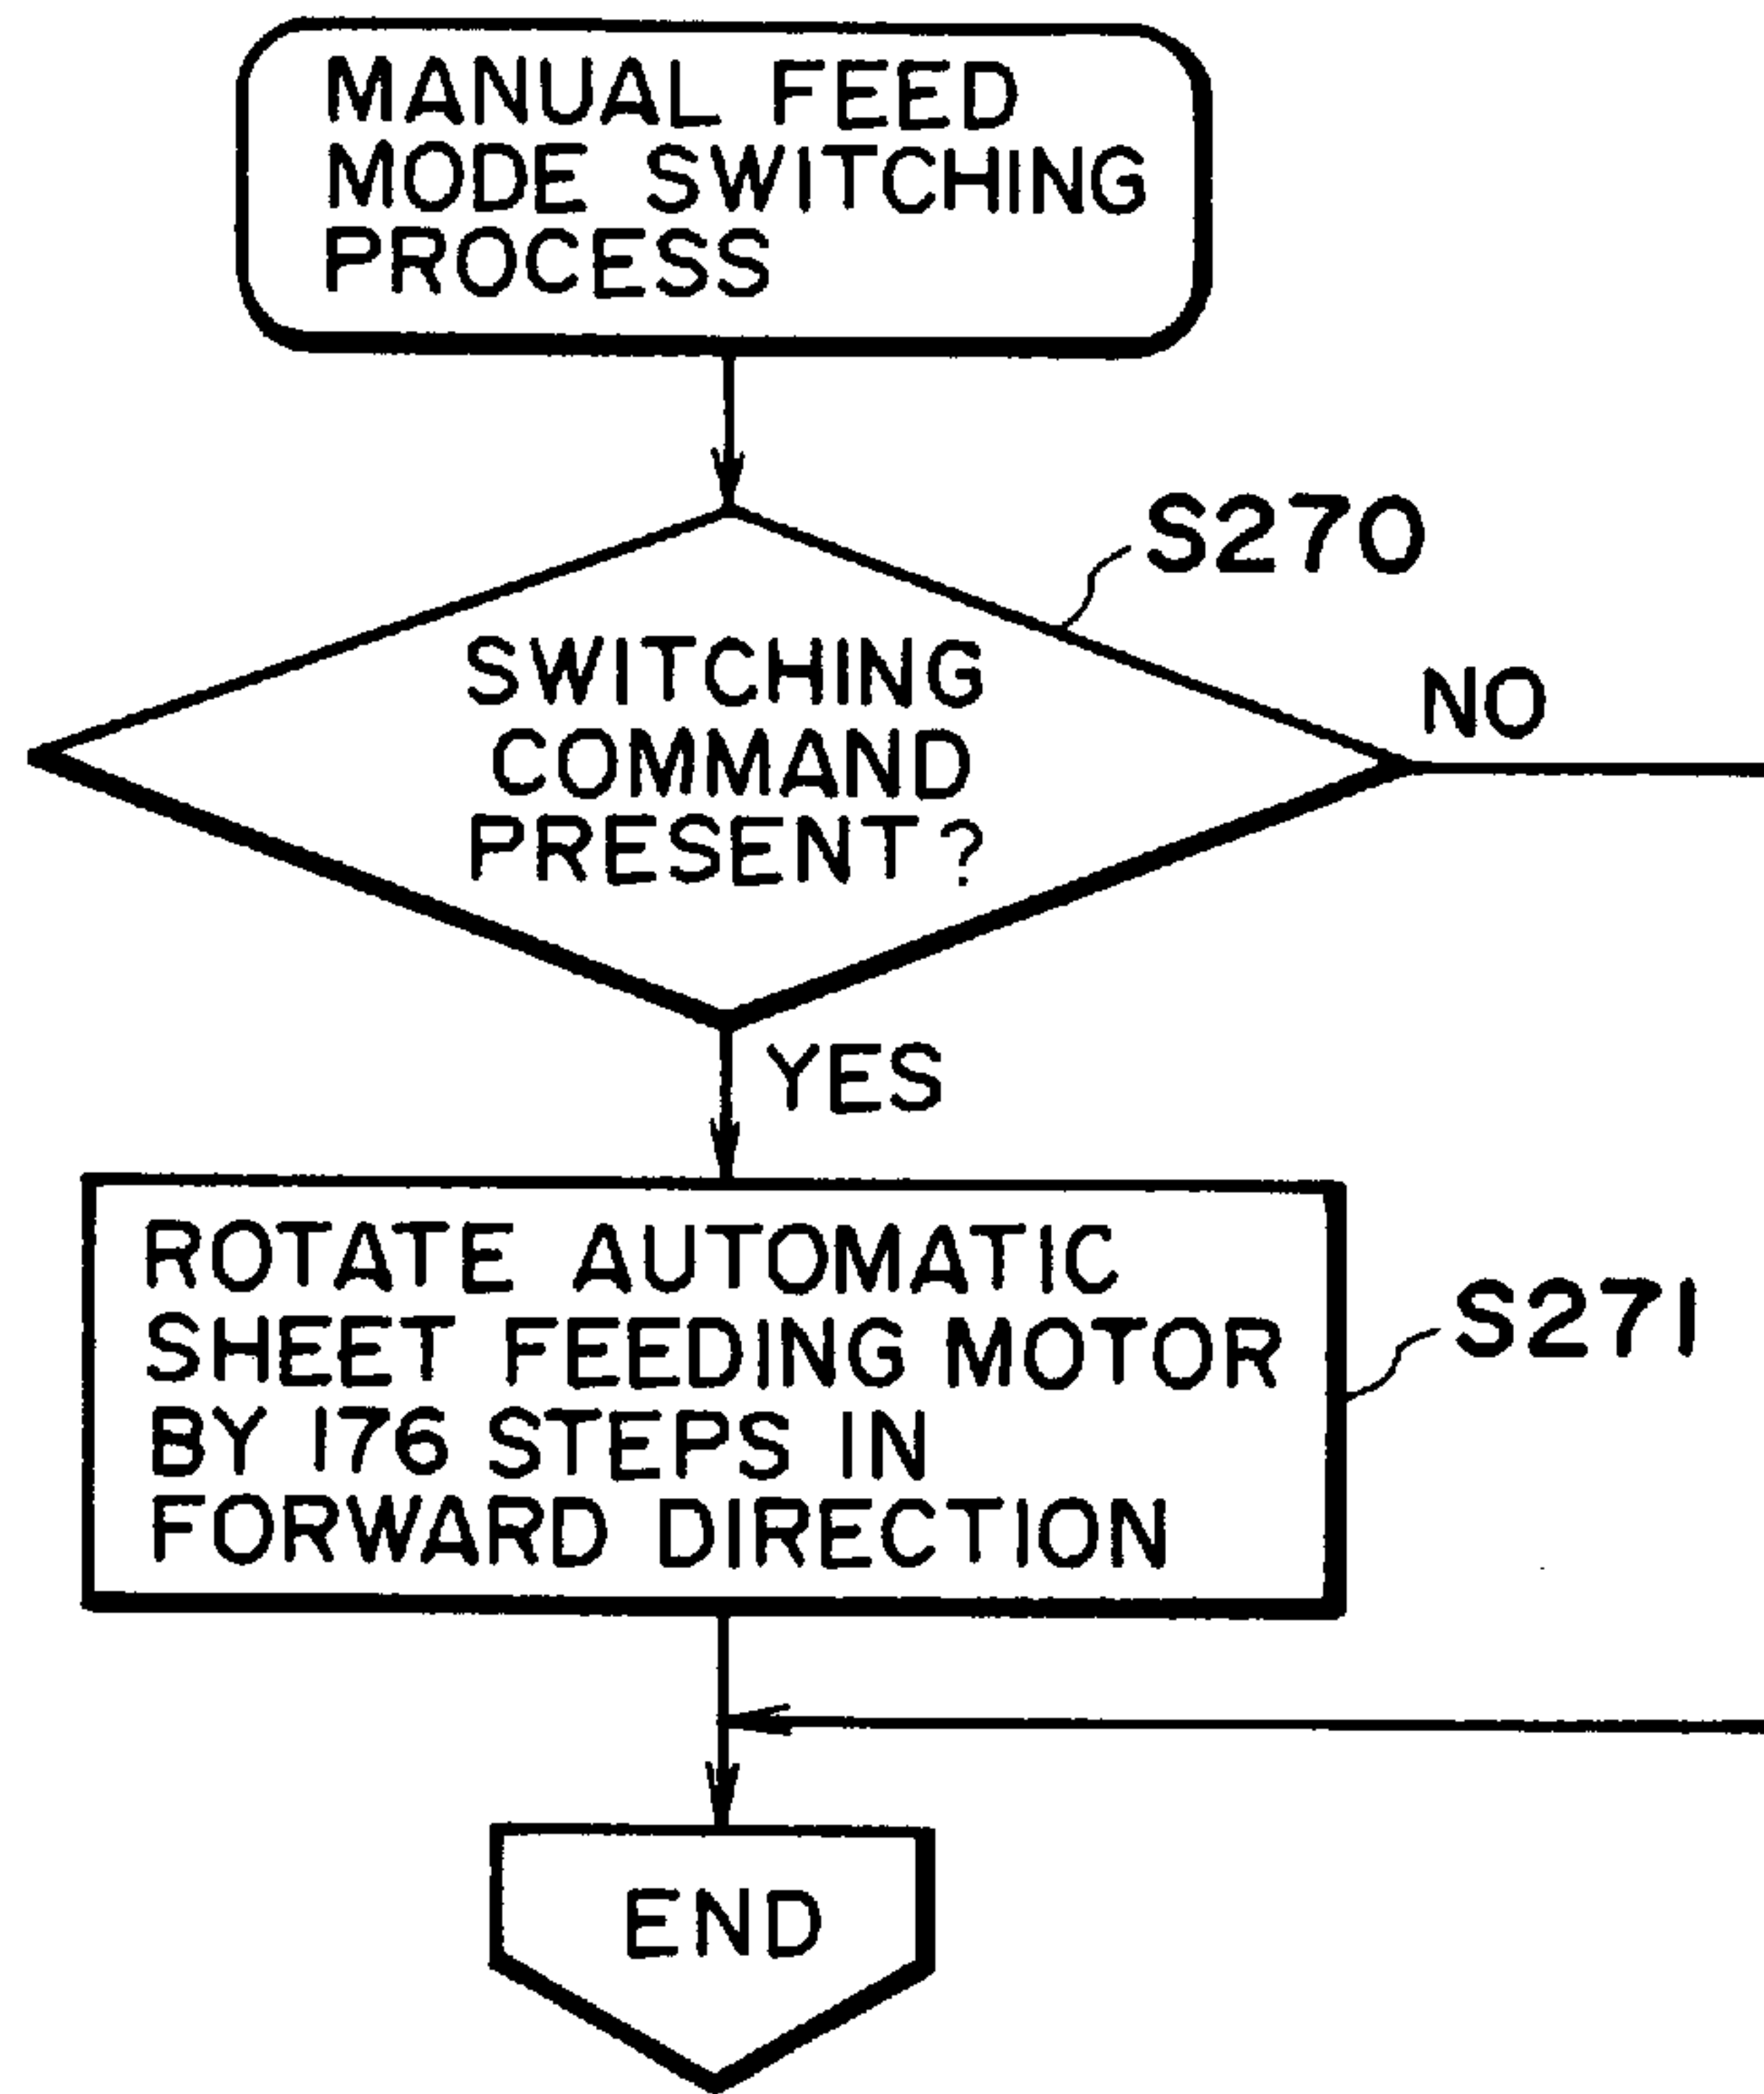 MANUAL FEED
MODE SWITCHING
PROCESS
S270
SWITCHING
COMMAND
PRESENT?
NO
YES
ROTATE AUTOMATIC
SHEET FEEDING MOTOR
BY 176 STEPS IN
FORWARD DIRECTION
S271
END